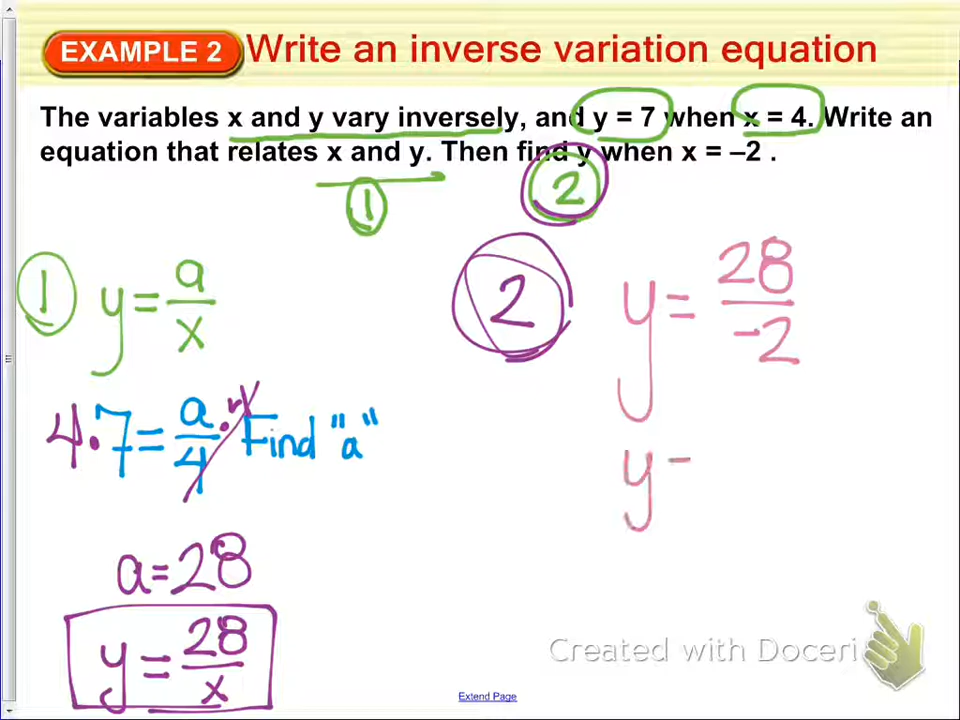 EXAMPLE 2 Write an inverse variation equation
The variables x and y vary inversely, and y = 7 when x = 4. Write an
equation that relates x and y. Then find y when x = –2 .
1
2
1 y = a/x
4 • 7 = a/4 • 4 Find "a"
a = 28
y = 28/x
2 y = 28/-2
y –
Created with Doceri
Extend Page